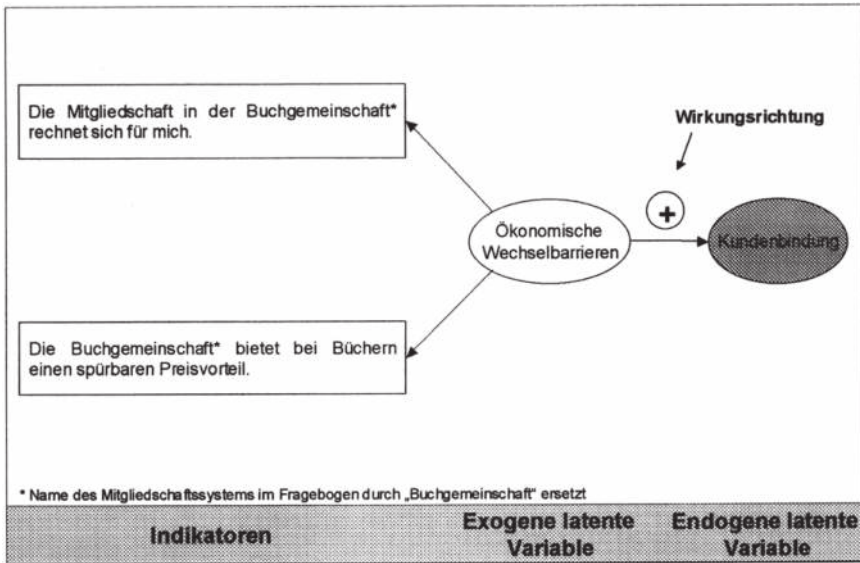 Die Mitgliedschaft in der Buchgemeinschaft*
rechnet sich für mich.
Wirkungsrichtung
+
Ökonomische
Wechselbarrieren
Kundenbindung
Die Buchgemeinschaft* bietet bei Büchern
einen spürbaren Preisvorteil.
* Name des Mitgliedschaftssystems im Fragebogen durch „Buchgemeinschaft" ersetzt
Indikatoren
Exogene latente
Variable
Endogene latente
Variable